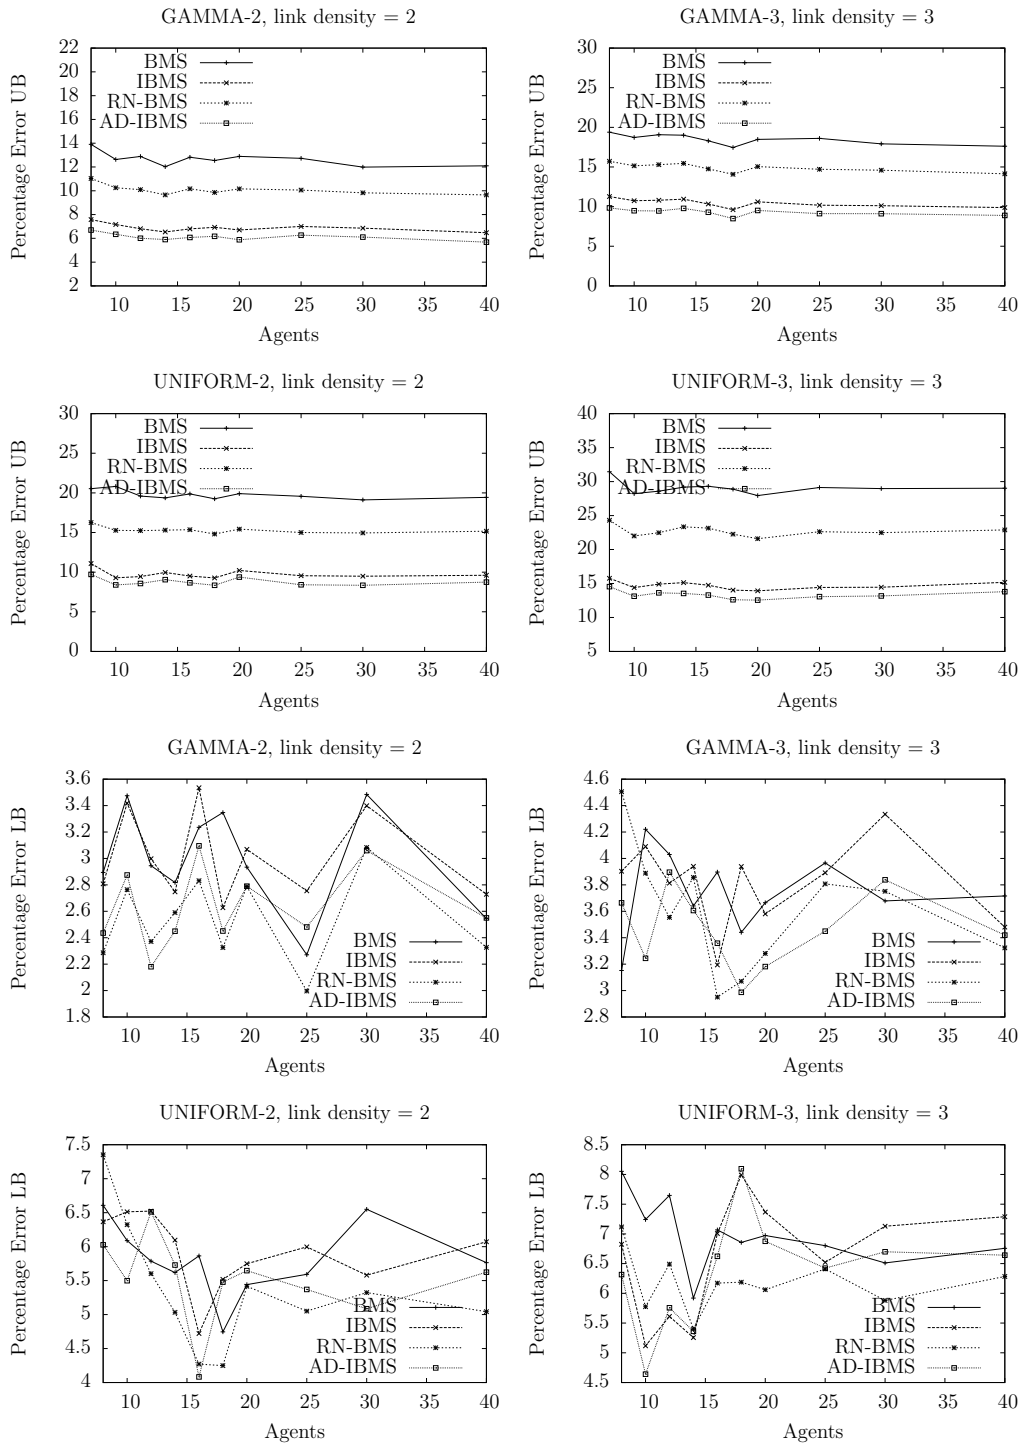 GAMMA-2, link density = 2
Percentage Error UB
22
20
18
16
14
12
10
8
6
4
2
BMS
IBMS
RN-BMS
AD-IBMS
10 15 20 25 30 35 40
Agents
GAMMA-3, link density = 3
Percentage Error UB
30
25
20
15
10
5
0
BMS
IBMS
RN-BMS
AD-IBMS
10 15 20 25 30 35 40
Agents
UNIFORM-2, link density = 2
Percentage Error UB
30
25
20
15
10
5
0
BMS
IBMS
RN-BMS
AD-IBMS
10 15 20 25 30 35 40
Agents
UNIFORM-3, link density = 3
Percentage Error UB
40
35
30
25
20
15
10
5
BMS
IBMS
RN-BMS
AD-IBMS
10 15 20 25 30 35 40
Agents
GAMMA-2, link density = 2
Percentage Error LB
3.6
3.4
3.2
3
2.8
2.6
2.4
2.2
2
1.8
BMS
IBMS
RN-BMS
AD-IBMS
10 15 20 25 30 35 40
Agents
GAMMA-3, link density = 3
Percentage Error LB
4.6
4.4
4.2
4
3.8
3.6
3.4
3.2
3
2.8
BMS
IBMS
RN-BMS
AD-IBMS
10 15 20 25 30 35 40
Agents
UNIFORM-2, link density = 2
Percentage Error LB
7.5
7
6.5
6
5.5
5
4.5
4
BMS
IBMS
RN-BMS
AD-IBMS
10 15 20 25 30 35 40
Agents
UNIFORM-3, link density = 3
Percentage Error LB
8.5
8
7.5
7
6.5
6
5.5
5
4.5
BMS
IBMS
RN-BMS
AD-IBMS
10 15 20 25 30 35 40
Agents